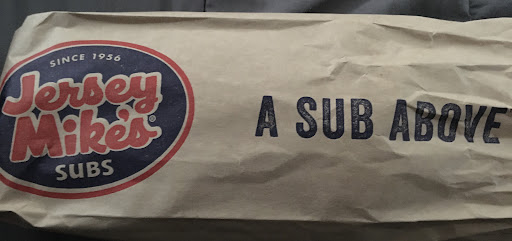 SINCE 1956
Jersey
Mike's
SUBS
A SUB ABOVE